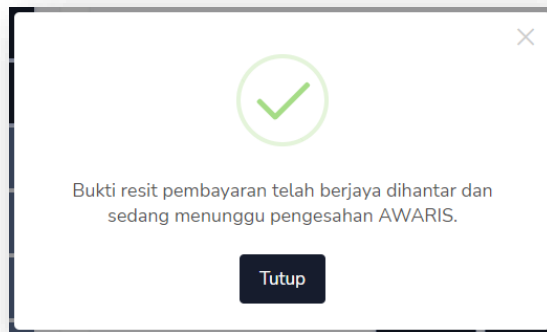 Bukti resit pembayaran telah berjaya dihantar dan
sedang menunggu pengesahan AWARIS.
Tutup